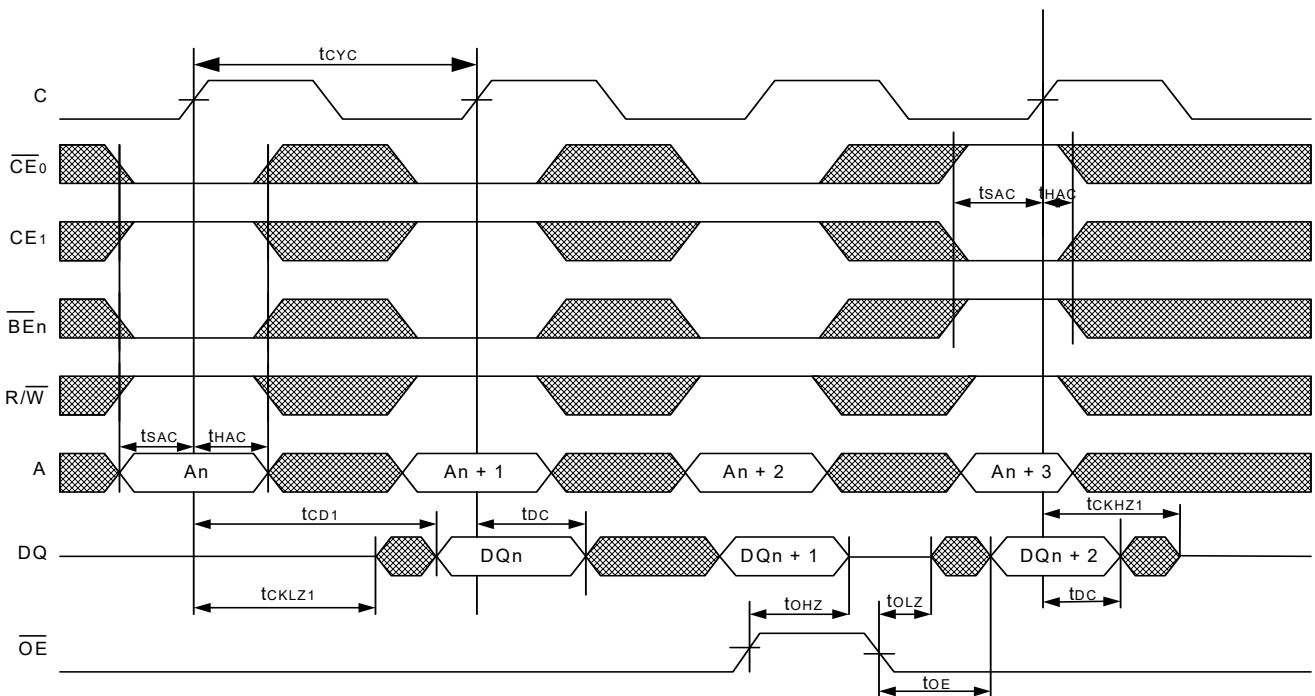 tCYC
C
CE0
tSAC tHAC
CE1
BEn
R/W
tSAC tHAC
A An An + 1 An + 2 An + 3
tCD1 tDC tCKHZ1
DQ DQn DQn + 1 DQn + 2
tCKLZ1 tOHZ tOLZ tDC
OE
tOE